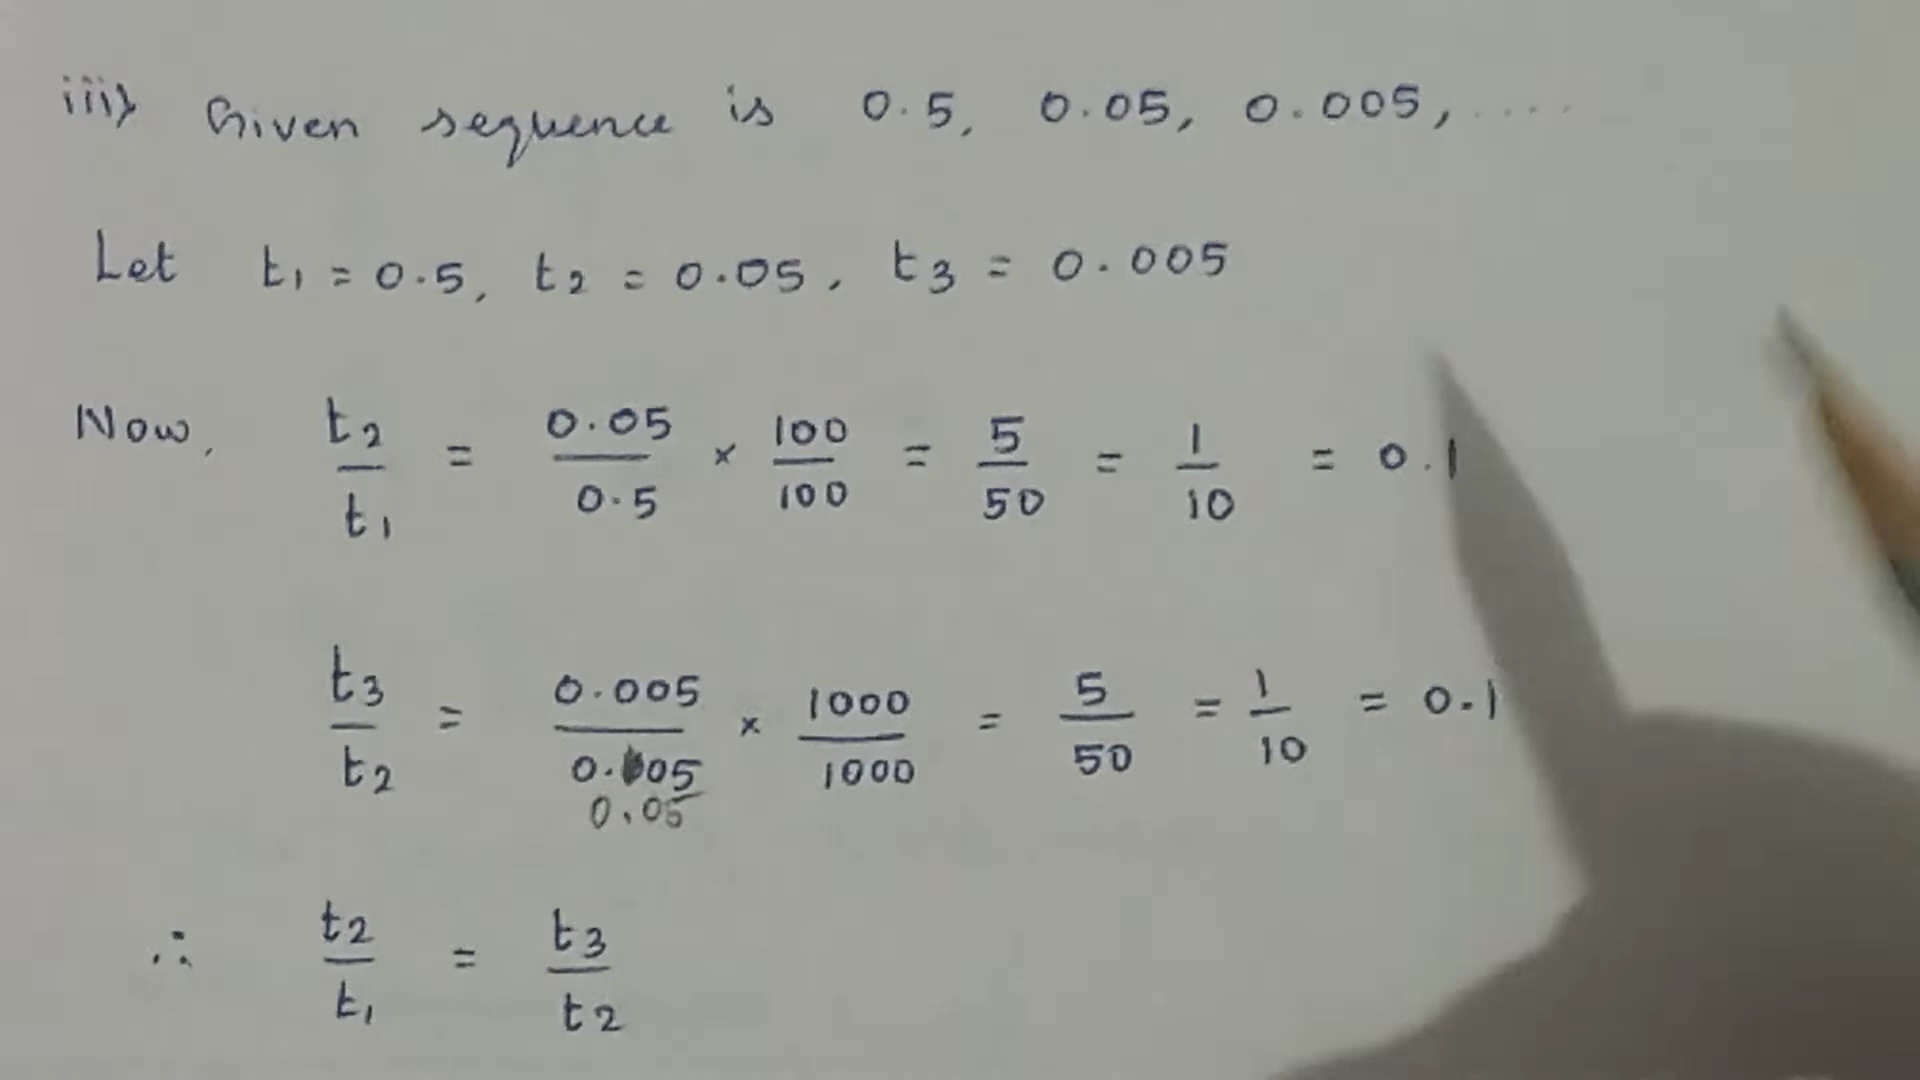 iii) Given sequence is 0.5, 0.05, 0.005, ....
Let t₁ = 0.5, t₂ = 0.05, t₃ = 0.005
Now, t₂/t₁ = 0.05/0.5 × 100/100 = 5/50 = 1/10 = 0.1
t₃/t₂ = 0.005/0.005 × 1000/1000 = 5/50 = 1/10 = 0.1
0.05
∴ t₂/t₁ = t₃/t₂